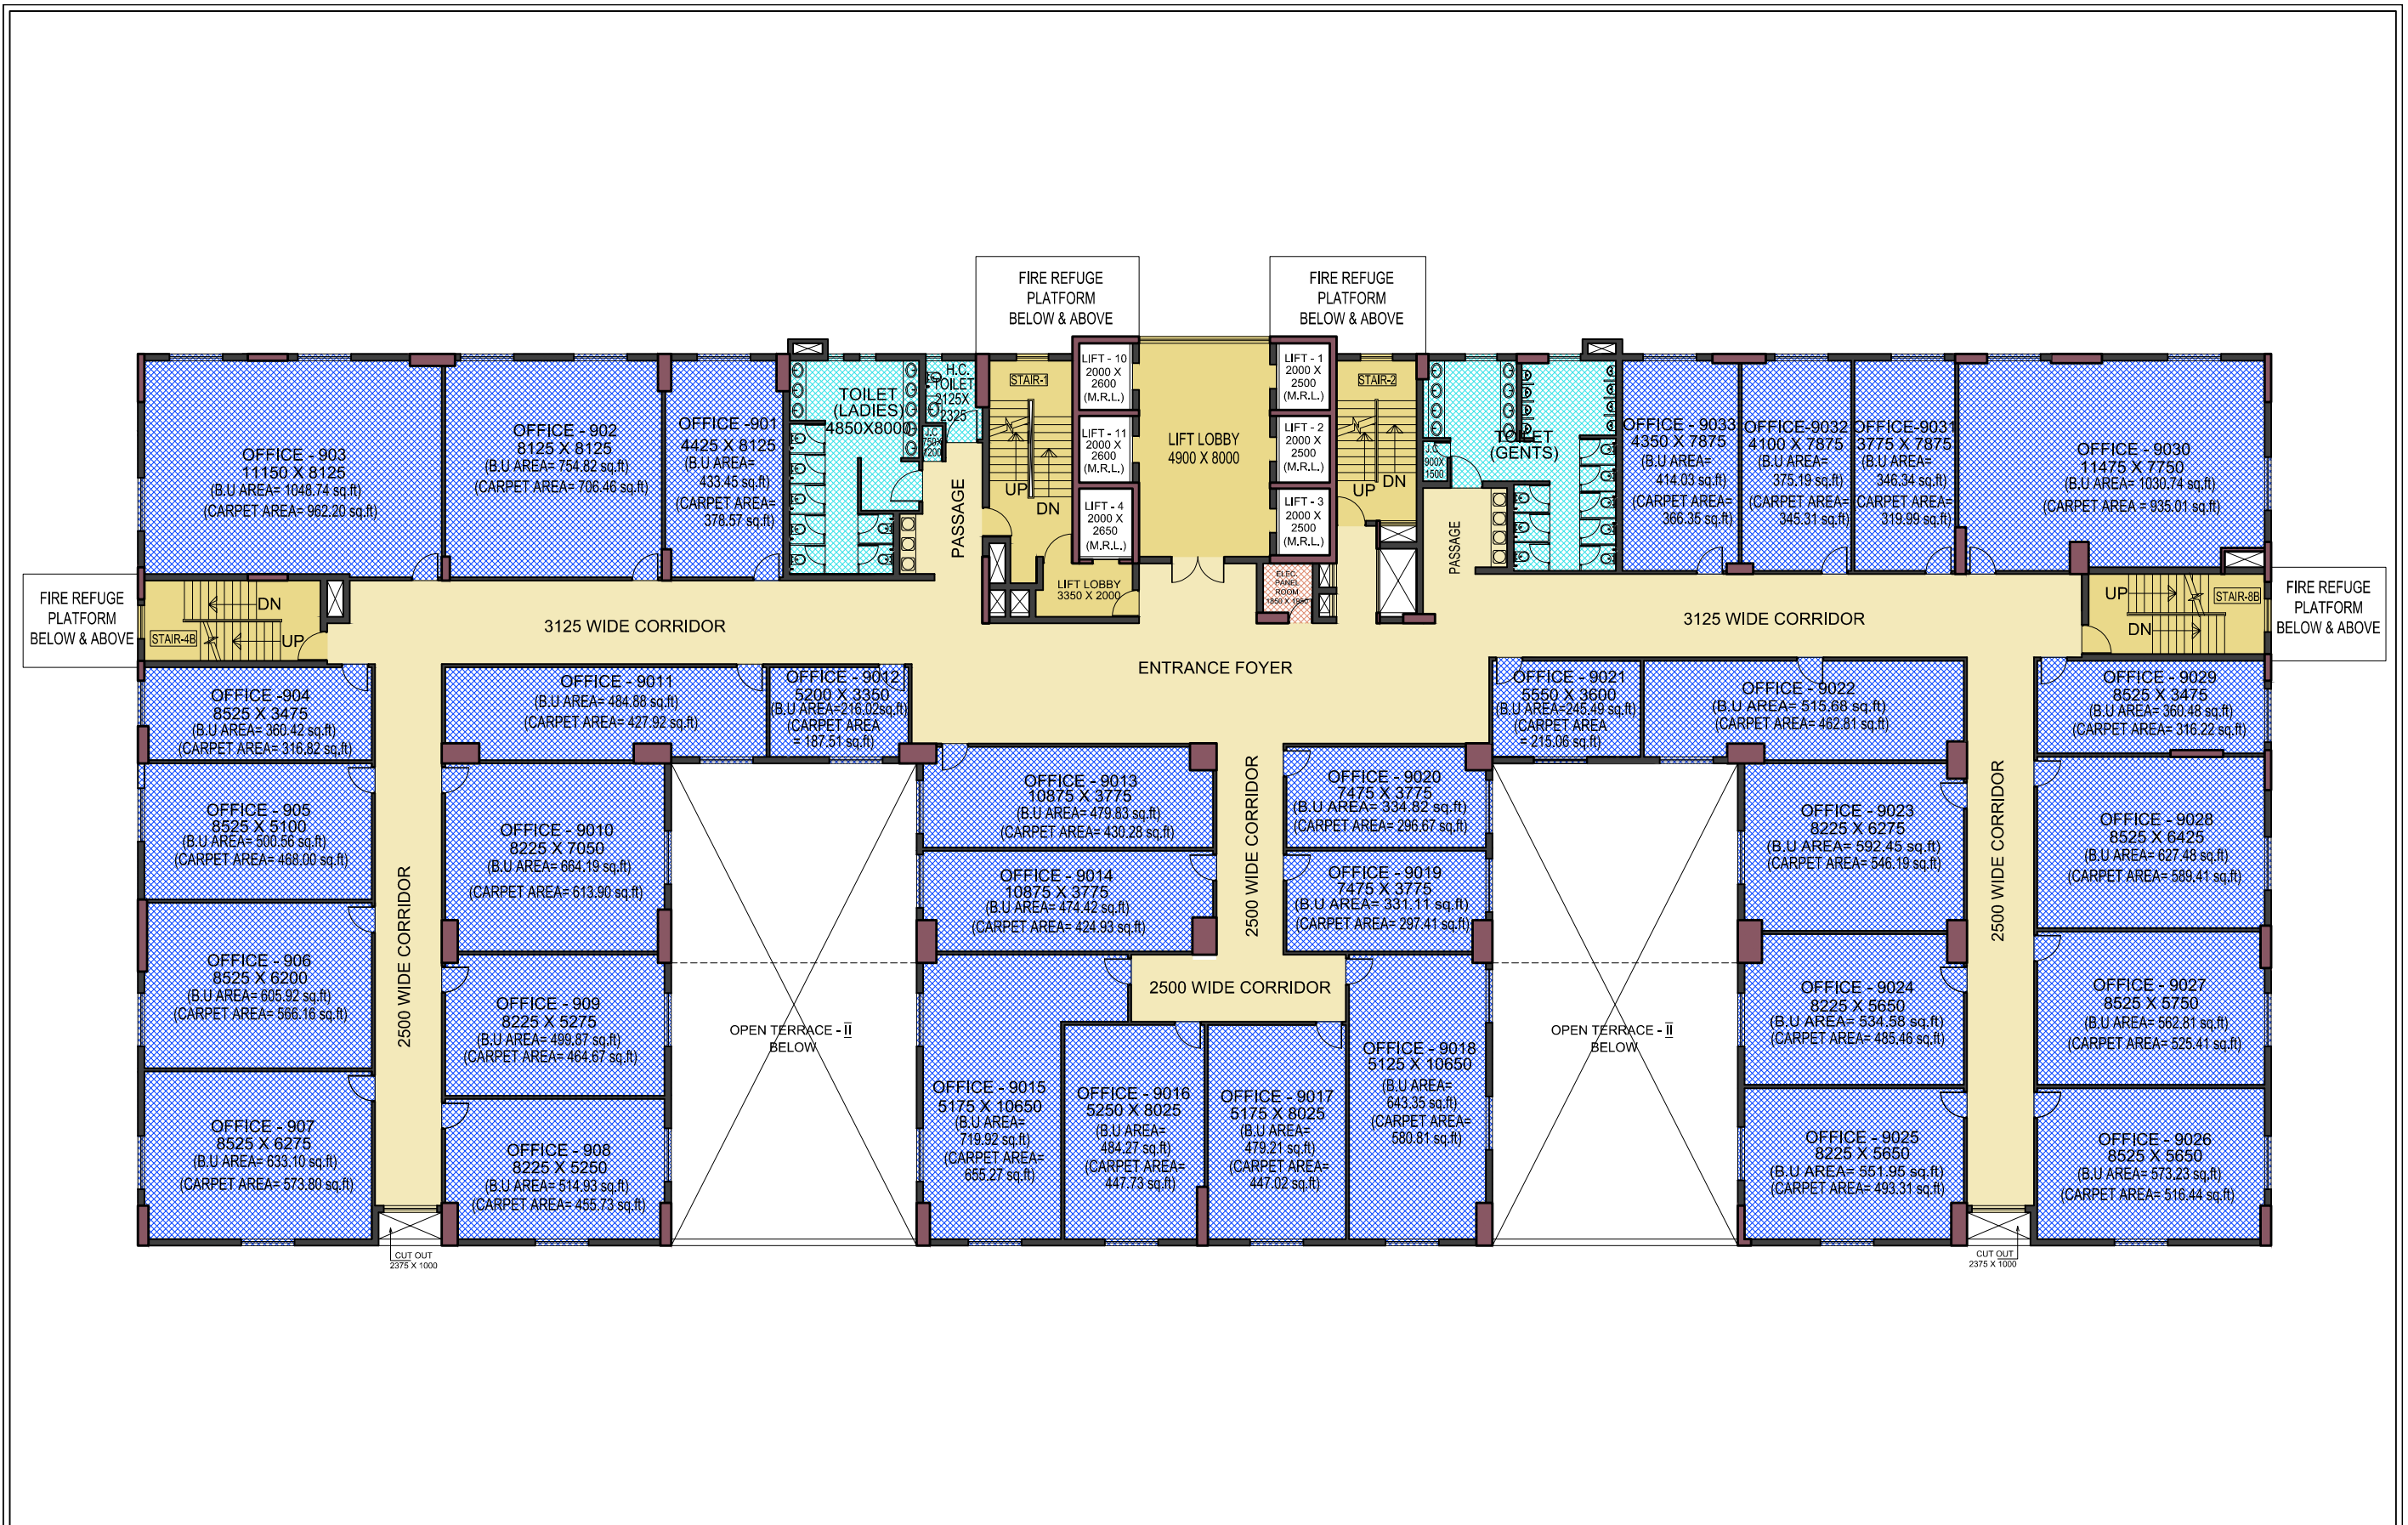 FIRE REFUGE
PLATFORM
BELOW & ABOVE
FIRE REFUGE
PLATFORM
BELOW & ABOVE
OFFICE - 903
11150 X 8125
(B.U AREA= 1048.74 sq.ft)
(CARPET AREA= 962.20 sq.ft)
OFFICE - 902
8125 X 8125
(B.U AREA= 754.82 sq.ft)
(CARPET AREA= 706.46 sq.ft)
OFFICE -901
4425 X 8125
(B.U AREA=
433.45 sq.ft)
(CARPET AREA=
378.57 sq.ft)
TOILET
(LADIES)
4850X8000
H.C.
TOILET
2125X
2325
J.C
750X
1200
PASSAGE
STAIR-1
UP
DN
LIFT - 10
2000 X
2600
(M.R.L.)
LIFT - 11
2000 X
2600
(M.R.L.)
LIFT - 4
2000 X
2650
(M.R.L.)
LIFT LOBBY
3350 X 2000
LIFT LOBBY
4900 X 8000
LIFT - 1
2000 X
2500
(M.R.L.)
LIFT - 2
2000 X
2500
(M.R.L.)
LIFT - 3
2000 X
2500
(M.R.L.)
ELEC.
PANEL
ROOM
STAIR-2
UP
DN
J.C
900X
1500
PASSAGE
TOILET
(GENTS)
OFFICE - 9033
4350 X 7875
(B.U AREA=
414.03 sq.ft)
(CARPET AREA=
366.35 sq.ft)
OFFICE-9032
4100 X 7875
(B.U AREA=
375.19 sq.ft)
(CARPET AREA=
345.31 sq.ft)
OFFICE-9031
3775 X 7875
(B.U AREA=
346.34 sq.ft)
(CARPET AREA=
319.99 sq.ft)
OFFICE - 9030
11475 X 7750
(B.U AREA= 1030.74 sq.ft)
(CARPET AREA = 935.01 sq.ft)
FIRE REFUGE
PLATFORM
BELOW & ABOVE
STAIR-4B
DN
UP
3125 WIDE CORRIDOR
ENTRANCE FOYER
3125 WIDE CORRIDOR
UP
DN
STAIR-8B
FIRE REFUGE
PLATFORM
BELOW & ABOVE
OFFICE -904
8525 X 3475
(B.U AREA= 360.42 sq.ft)
(CARPET AREA= 316.82 sq.ft)
OFFICE - 9011
(B.U AREA= 484.88 sq.ft)
(CARPET AREA= 427.92 sq.ft)
OFFICE - 9012
5200 X 3350
(B.U AREA=216.02sq.ft)
(CARPET AREA
= 187.51 sq.ft)
OFFICE - 9021
5550 X 3600
(B.U AREA=245.49 sq.ft)
(CARPET AREA
= 215.06 sq.ft)
OFFICE - 9022
(B.U AREA= 515.68 sq.ft)
(CARPET AREA= 462.81 sq.ft)
OFFICE - 9029
8525 X 3475
(B.U AREA= 360.48 sq.ft)
(CARPET AREA= 316.22 sq.ft)
OFFICE - 905
8525 X 5100
(B.U AREA= 500.56 sq.ft)
(CARPET AREA= 468.00 sq.ft)
OFFICE - 906
8525 X 6200
(B.U AREA= 605.92 sq.ft)
(CARPET AREA= 566.16 sq.ft)
OFFICE - 907
8525 X 6275
(B.U AREA= 633.10 sq.ft)
(CARPET AREA= 573.80 sq.ft)
2500 WIDE CORRIDOR
OFFICE - 9010
8225 X 7050
(B.U AREA= 664.19 sq.ft)
(CARPET AREA= 613.90 sq.ft)
OFFICE - 909
8225 X 5275
(B.U AREA= 499.87 sq.ft)
(CARPET AREA= 464.67 sq.ft)
OFFICE - 908
8225 X 5250
(B.U AREA= 514.93 sq.ft)
(CARPET AREA= 455.73 sq.ft)
OPEN TERRACE - II
BELOW
OFFICE - 9013
10875 X 3775
(B.U AREA= 479.83 sq.ft)
(CARPET AREA= 430.28 sq.ft)
OFFICE - 9014
10875 X 3775
(B.U AREA= 474.42 sq.ft)
(CARPET AREA= 424.93 sq.ft)
2500 WIDE CORRIDOR
OFFICE - 9020
7475 X 3775
(B.U AREA= 334.82 sq.ft)
(CARPET AREA= 296.67 sq.ft)
OFFICE - 9019
7475 X 3775
(B.U AREA= 331.11 sq.ft)
(CARPET AREA= 297.41 sq.ft)
2500 WIDE CORRIDOR
OFFICE - 9015
5175 X 10650
(B.U AREA=
719.92 sq.ft)
(CARPET AREA=
655.27 sq.ft)
OFFICE - 9016
5250 X 8025
(B.U AREA=
484.27 sq.ft)
(CARPET AREA=
447.73 sq.ft)
OFFICE - 9017
5175 X 8025
(B.U AREA=
479.21 sq.ft)
(CARPET AREA=
447.02 sq.ft)
OFFICE - 9018
5125 X 10650
(B.U AREA=
643.35 sq.ft)
(CARPET AREA=
580.81 sq.ft)
OPEN TERRACE - II
BELOW
OFFICE - 9023
8225 X 6275
(B.U AREA= 592.45 sq.ft)
(CARPET AREA= 546.19 sq.ft)
OFFICE - 9024
8225 X 5650
(B.U AREA= 534.58 sq.ft)
(CARPET AREA= 485.46 sq.ft)
OFFICE - 9025
8225 X 5650
(B.U AREA= 551.95 sq.ft)
(CARPET AREA= 493.31 sq.ft)
2500 WIDE CORRIDOR
OFFICE - 9028
8525 X 6425
(B.U AREA= 627.48 sq.ft)
(CARPET AREA= 589.41 sq.ft)
OFFICE - 9027
8525 X 5750
(B.U AREA= 562.81 sq.ft)
(CARPET AREA= 525.41 sq.ft)
OFFICE - 9026
8525 X 5650
(B.U AREA= 573.23 sq.ft)
(CARPET AREA= 516.44 sq.ft)
CUT OUT
2375 X 1000
CUT OUT
2375 X 1000